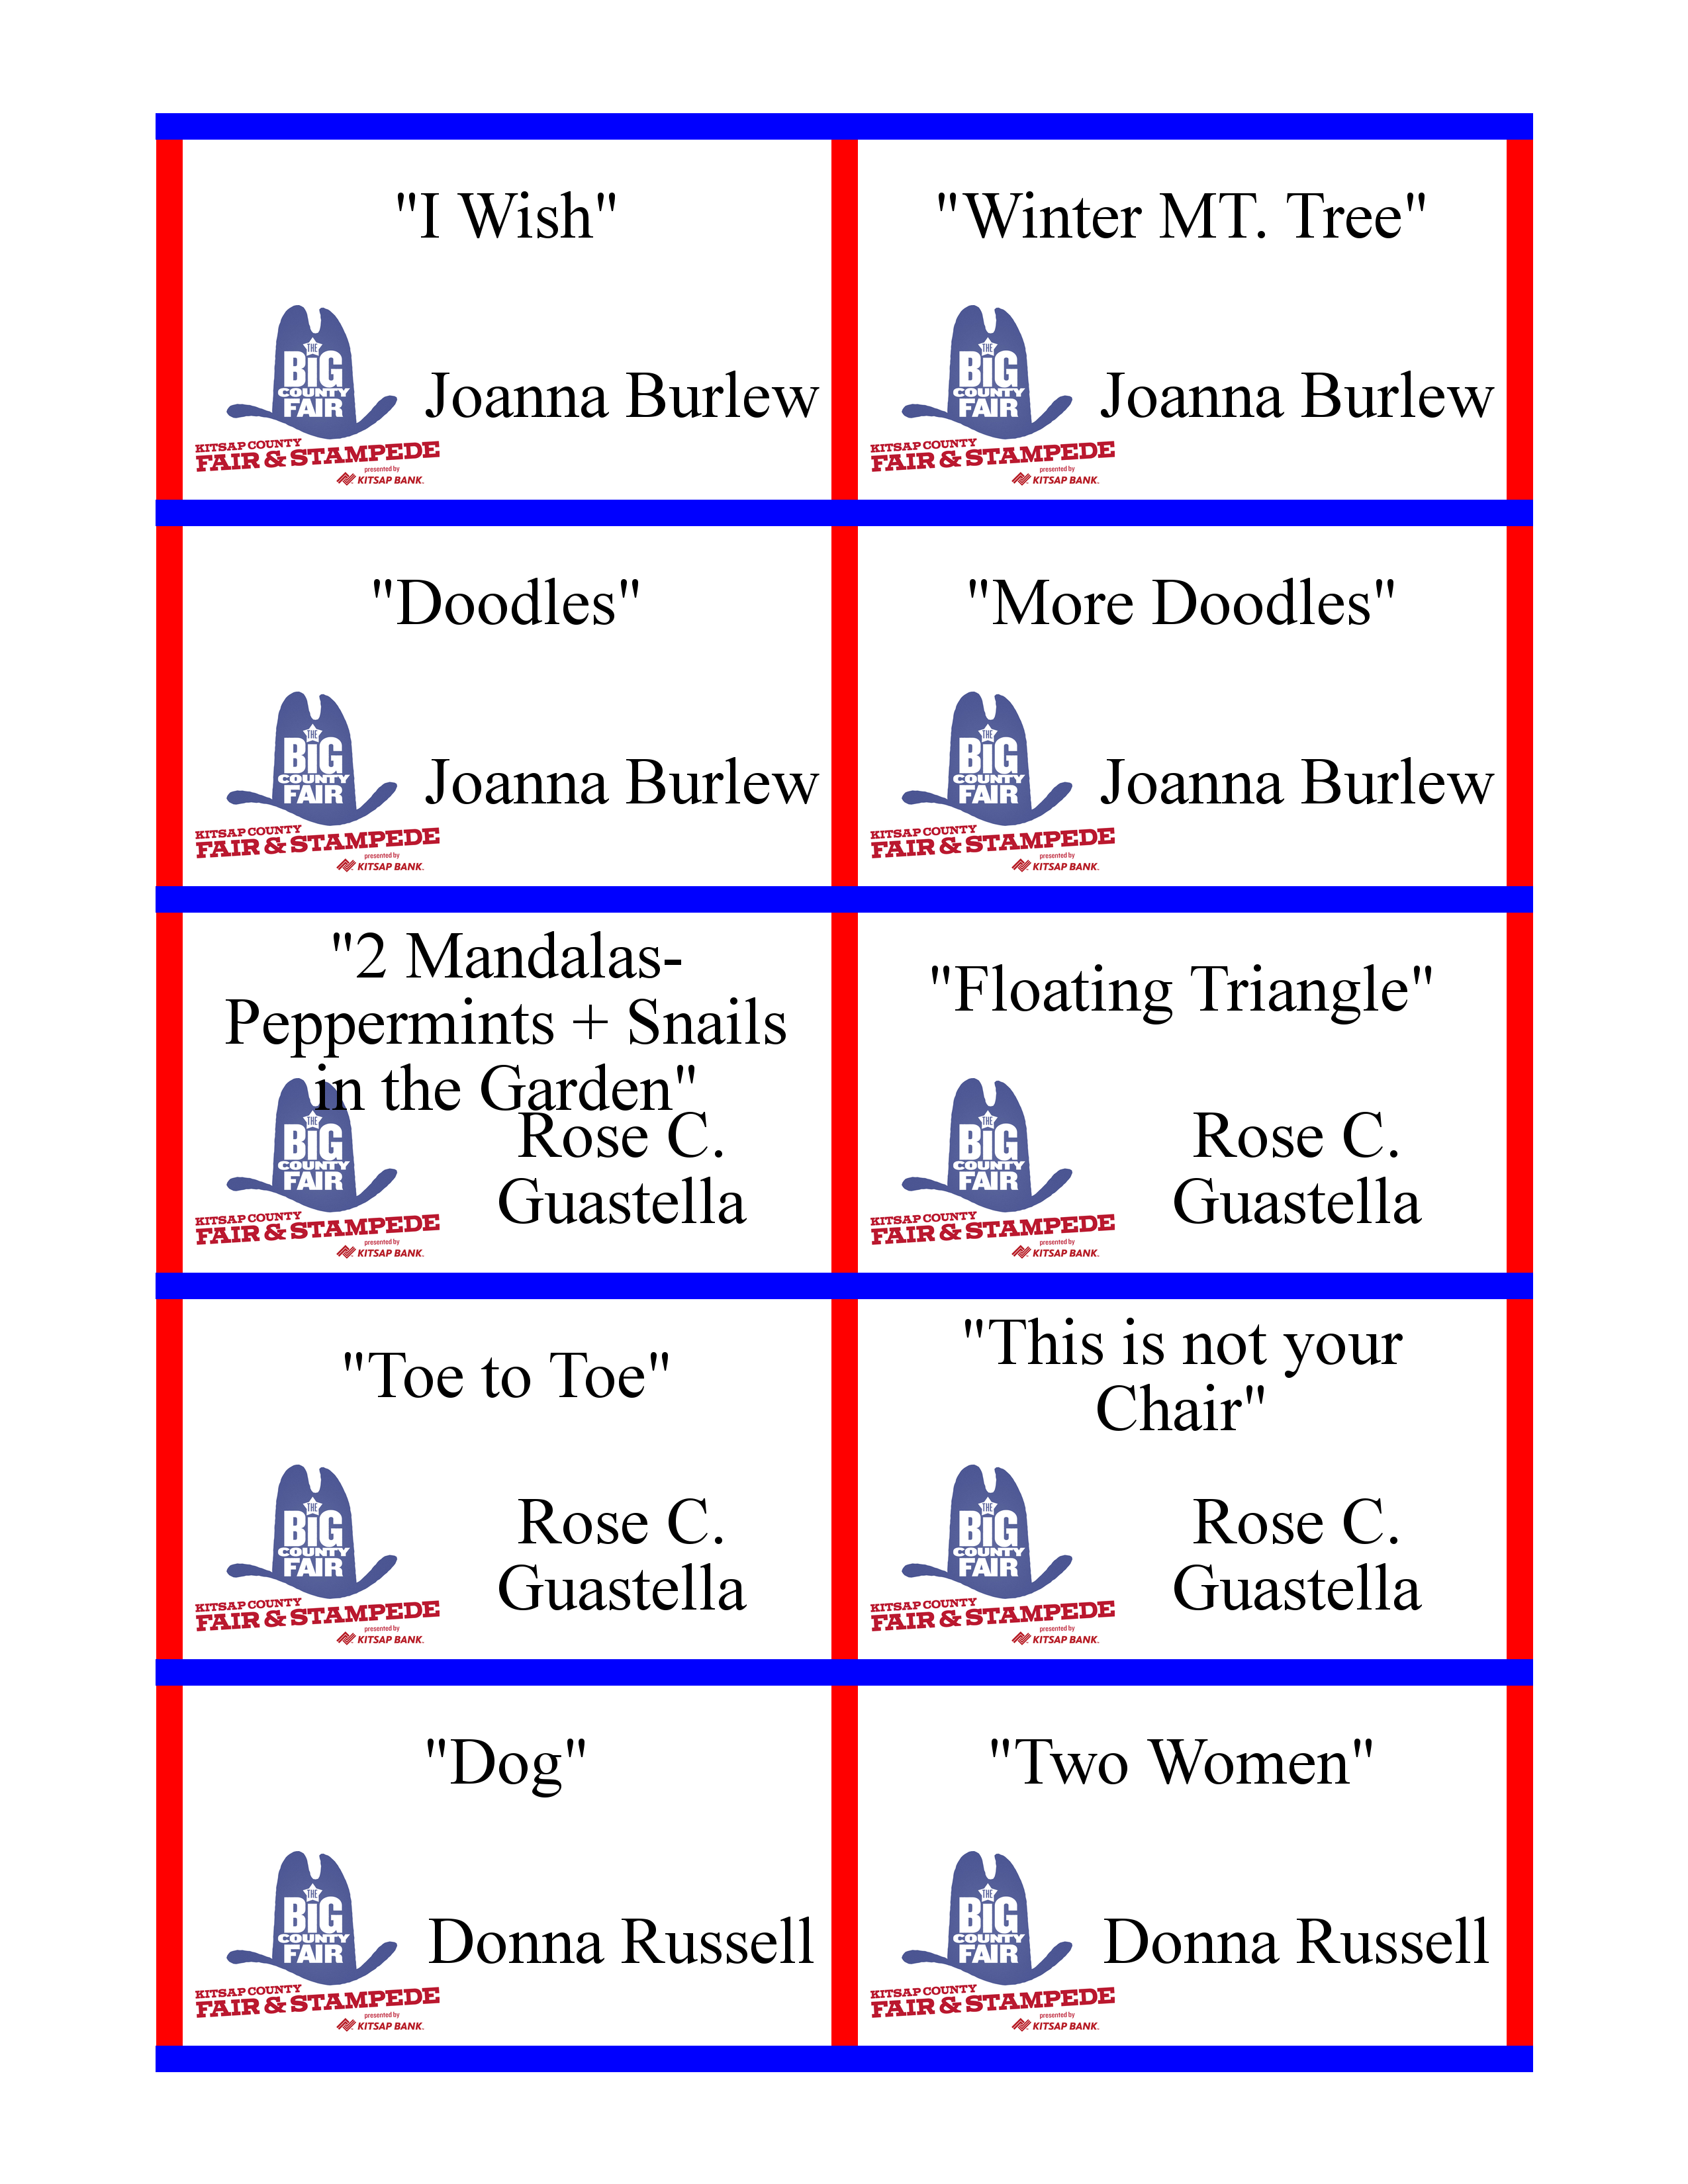 "I Wish"
THE
BiG
COUNTY
FAIR
Joanna Burlew
KITSAP COUNTY
FAIR & STAMPEDE
presented by
KITSAP BANK.
"Winter MT. Tree"
THE
BiG
COUNTY
FAIR
Joanna Burlew
KITSAP COUNTY
FAIR & STAMPEDE
presented by
KITSAP BANK.
"Doodles"
THE
BiG
COUNTY
FAIR
Joanna Burlew
KITSAP COUNTY
FAIR & STAMPEDE
presented by
KITSAP BANK.
"More Doodles"
THE
BiG
COUNTY
FAIR
Joanna Burlew
KITSAP COUNTY
FAIR & STAMPEDE
presented by
KITSAP BANK.
"2 Mandalas-
Peppermints + Snails
in the Garden"
THE
BiG
COUNTY
FAIR
Rose C.
Guastella
KITSAP COUNTY
FAIR & STAMPEDE
presented by
KITSAP BANK.
"Floating Triangle"
THE
BiG
COUNTY
FAIR
Rose C.
Guastella
KITSAP COUNTY
FAIR & STAMPEDE
presented by
KITSAP BANK.
"Toe to Toe"
THE
BiG
COUNTY
FAIR
Rose C.
Guastella
KITSAP COUNTY
FAIR & STAMPEDE
presented by
KITSAP BANK.
"This is not your
Chair"
THE
BiG
COUNTY
FAIR
Rose C.
Guastella
KITSAP COUNTY
FAIR & STAMPEDE
presented by
KITSAP BANK.
"Dog"
THE
BiG
COUNTY
FAIR
Donna Russell
KITSAP COUNTY
FAIR & STAMPEDE
presented by
KITSAP BANK.
"Two Women"
THE
BiG
COUNTY
FAIR
Donna Russell
KITSAP COUNTY
FAIR & STAMPEDE
presented by
KITSAP BANK.